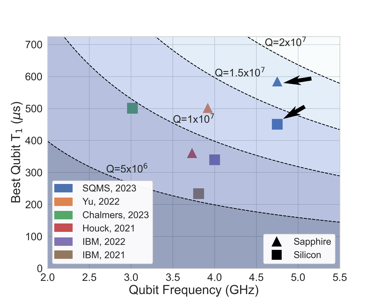 Q=2x10⁷
Q=1.5x10⁷
Q=1x10⁷
Q=5x10⁶
Best Qubit T₁ (μs)
700
600
500
400
300
200
100
0
SQMS, 2023
Yu, 2022
Chalmers, 2023
Houck, 2021
IBM, 2022
IBM, 2021
Sapphire
Silicon
2.0 2.5 3.0 3.5 4.0 4.5 5.0 5.5
Qubit Frequency (GHz)